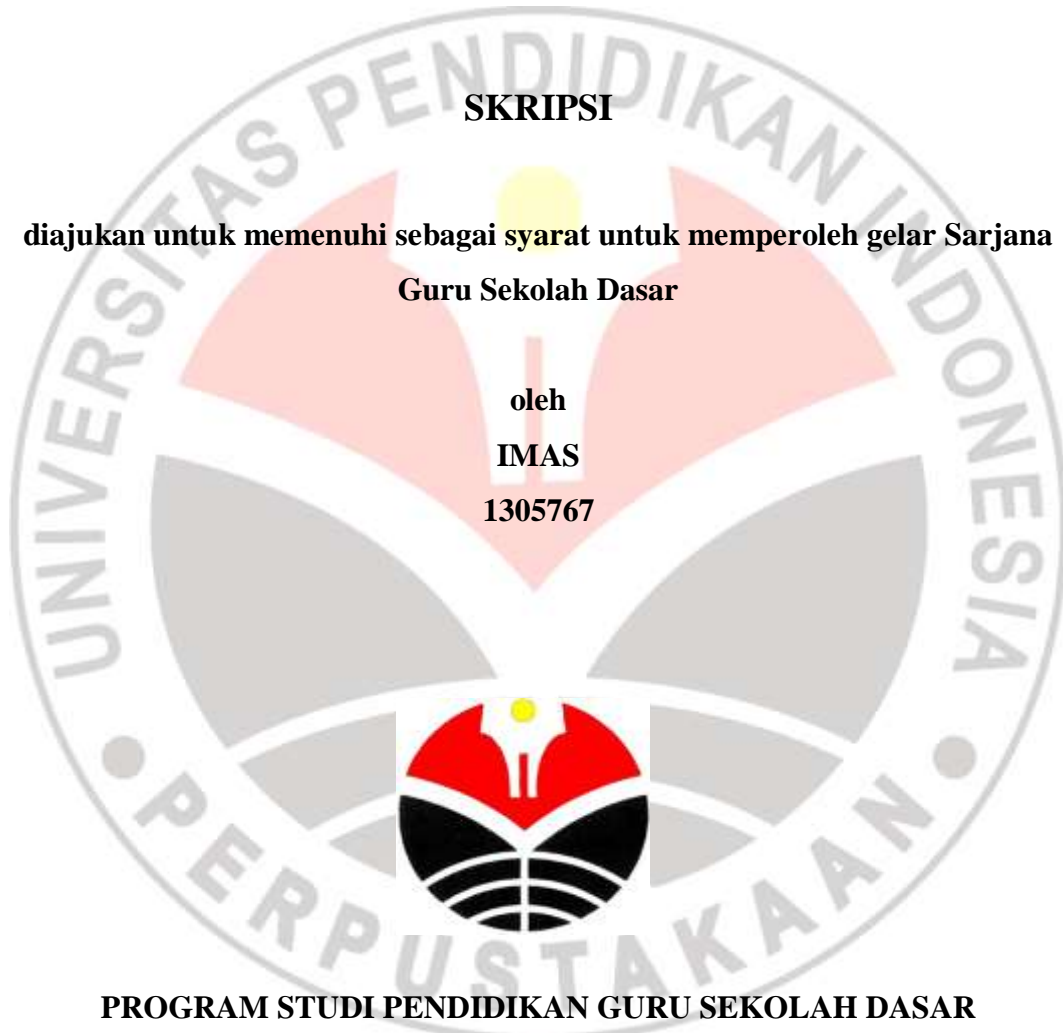 UNIVERSITAS PENDIDIKAN INDONESIA
SKRIPSI
diajukan untuk memenuhi sebagai syarat untuk memperoleh gelar Sarjana
Guru Sekolah Dasar
oleh
IMAS
1305767
PROGRAM STUDI PENDIDIKAN GURU SEKOLAH DASAR
PERPUSTAKAAN